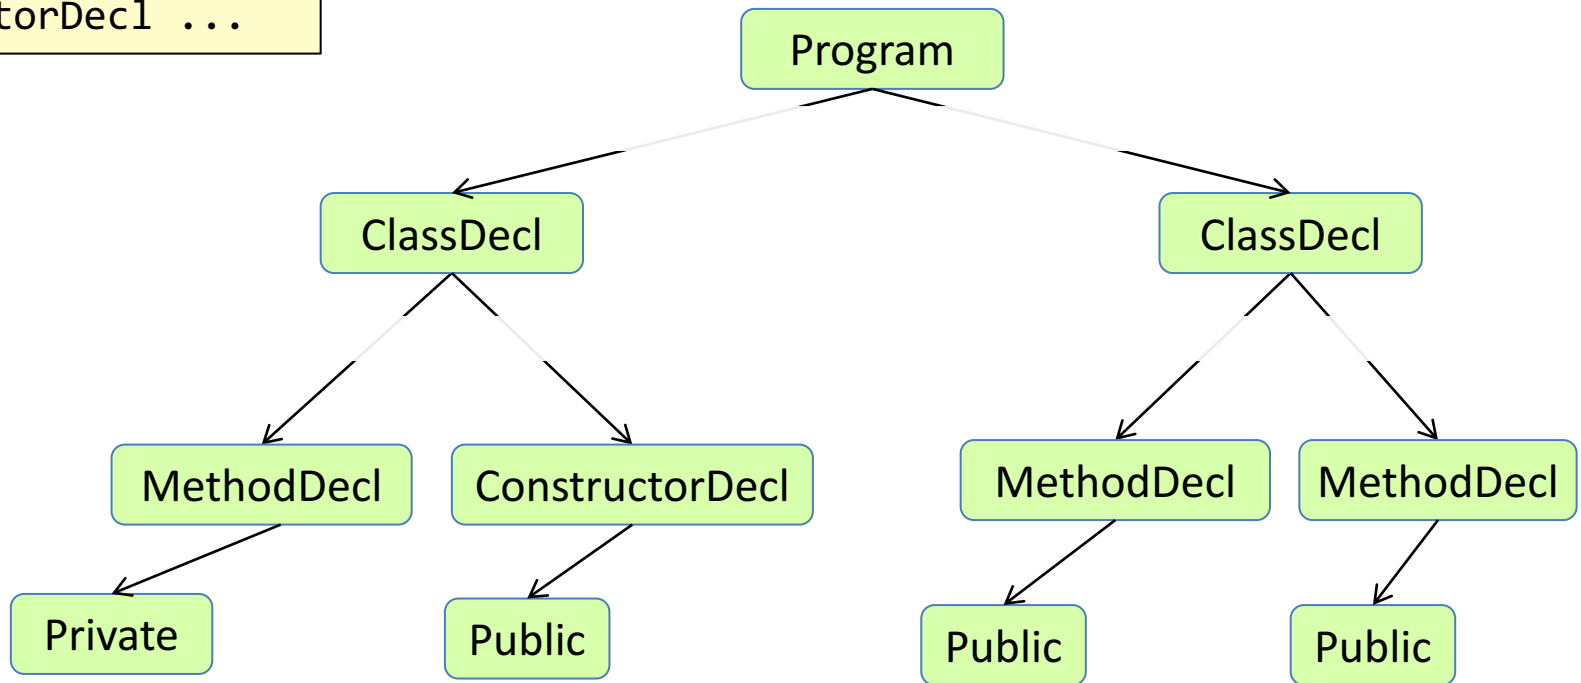 torDecl ...
Program
ClassDecl
ClassDecl
MethodDecl
ConstructorDecl
MethodDecl
MethodDecl
Private
Public
Public
Public